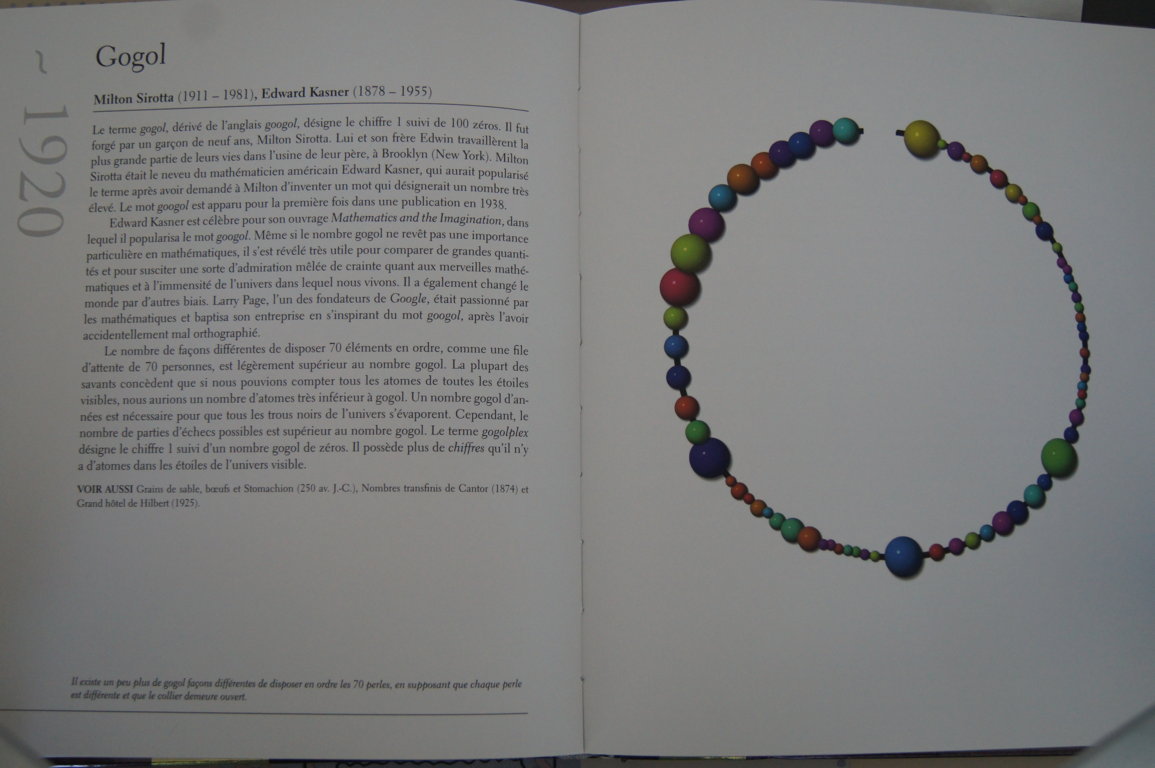 ~ 1920
Gogol
Milton Sirotta (1911 – 1981), Edward Kasner (1878 – 1955)
Le terme gogol, dérivé de l'anglais googol, désigne le chiffre 1 suivi de 100 zéros. Il fut
forgé par un garçon de neuf ans, Milton Sirotta. Lui et son frère Edwin travaillèrent la
plus grande partie de leurs vies dans l'usine de leur père, à Brooklyn (New York). Milton
Sirotta était le neveu du mathématicien américain Edward Kasner, qui aurait popularisé
le terme après avoir demandé à Milton d'inventer un mot qui désignerait un nombre très
élevé. Le mot googol est apparu pour la première fois dans une publication en 1938.
Edward Kasner est célèbre pour son ouvrage Mathematics and the Imagination, dans
lequel il popularisa le mot googol. Même si le nombre gogol ne revêt pas une importance
particulière en mathématiques, il s'est révélé très utile pour comparer de grandes quanti-
tés et pour susciter une sorte d'admiration mêlée de crainte quant aux merveilles mathé-
matiques et à l'immensité de l'univers dans lequel nous vivons. Il a également changé le
monde par d'autres biais. Larry Page, l'un des fondateurs de Google, était passionné par
les mathématiques et baptisa son entreprise en s'inspirant du mot googol, après l'avoir
accidentellement mal orthographié.
Le nombre de façons différentes de disposer 70 éléments en ordre, comme une file
d'attente de 70 personnes, est légèrement supérieur au nombre gogol. La plupart des
savants concèdent que si nous pouvions compter tous les atomes de toutes les étoiles
visibles, nous aurions un nombre d'atomes très inférieur à gogol. Un nombre gogol d'an-
nées est nécessaire pour que tous les trous noirs de l'univers s'évaporent. Cependant, le
nombre de parties d'échecs possibles est supérieur au nombre gogol. Le terme gogolplex
désigne le chiffre 1 suivi d'un nombre gogol de zéros. Il possède plus de chiffres qu'il n'y
a d'atomes dans les étoiles de l'univers visible.
VOIR AUSSI Grains de sable, bœufs et Stomachion (250 av. J.-C.), Nombres transfinis de Cantor (1874) et
Grand hôtel de Hilbert (1925).
Il existe un peu plus de gogol façons différentes de disposer en ordre les 70 perles, en supposant que chaque perle
est différente et que le collier demeure ouvert.